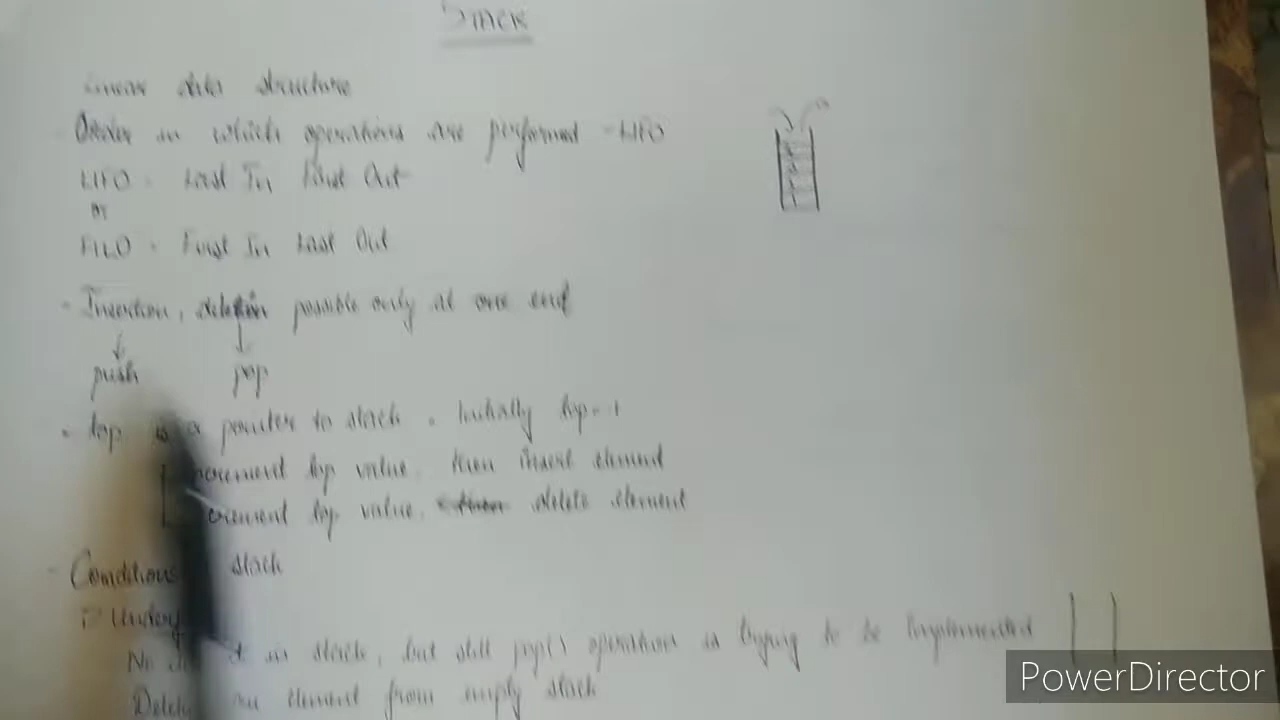 Stack
Linear data structure
- Order in which operations are performed - LIFO
LIFO - Last In First Out
or
FILO - First In Last Out
- Insertion, deletion possible only at one end
push pop
- top is a pointer to stack. Initially top=-1
increment top value, then insert element
top value, then delete element
- Conditions stack
No in stack, but still pop() operation is trying to be implemented
an element from empty stack
PowerDirector